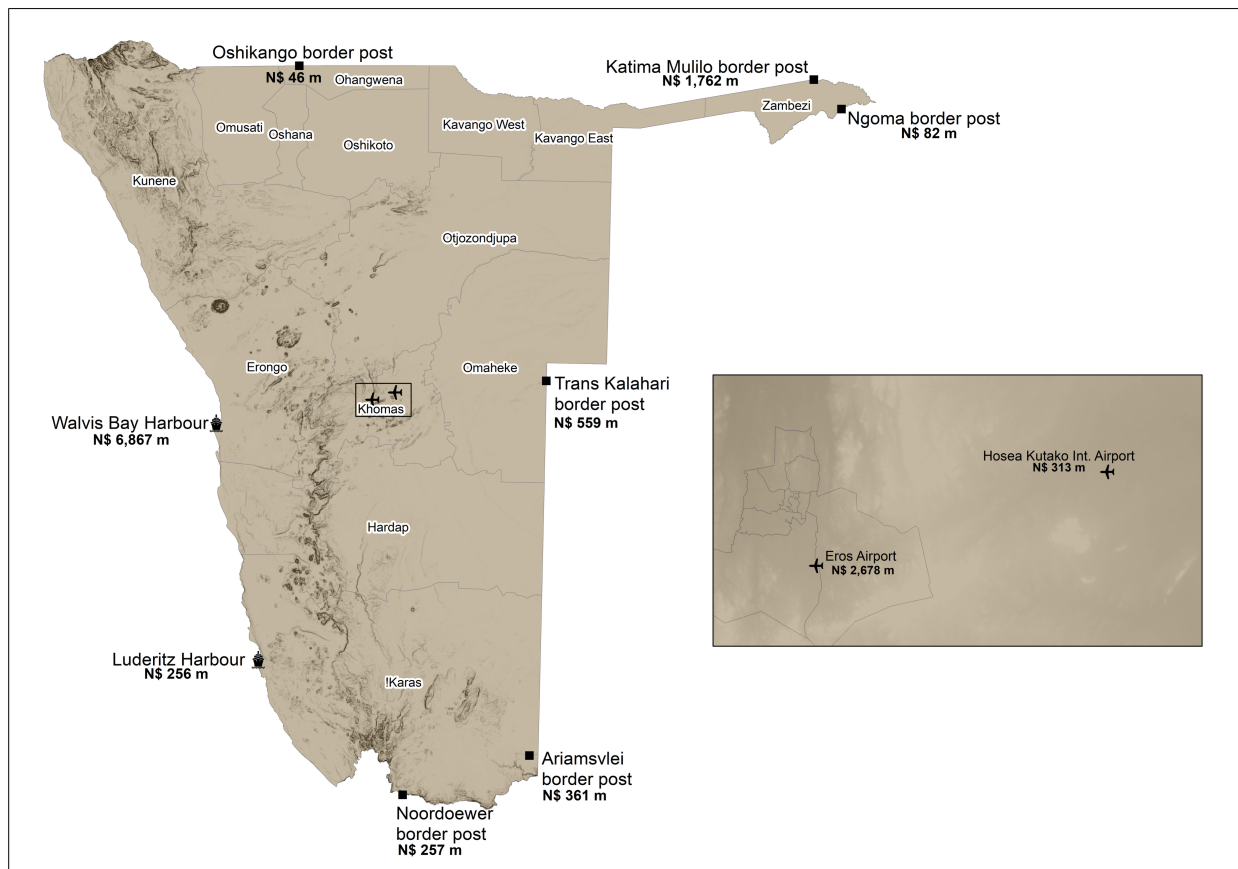 Oshikango border post
N$ 46 m
Ohangwena
Katima Mulilo border post
N$ 1,762 m
Zambezi
Ngoma border post
N$ 82 m
Omusati
Oshana
Oshikoto
Kavango West
Kavango East
Kunene
Otjozondjupa
Erongo
Omaheke
Khomas
Trans Kalahari
border post
N$ 559 m
Walvis Bay Harbour
N$ 6,867 m
Hosea Kutako Int. Airport
N$ 313 m
Eros Airport
N$ 2,678 m
Hardap
Luderitz Harbour
N$ 256 m
!Karas
Ariamsvlei
border post
N$ 361 m
Noordoewer
border post
N$ 257 m